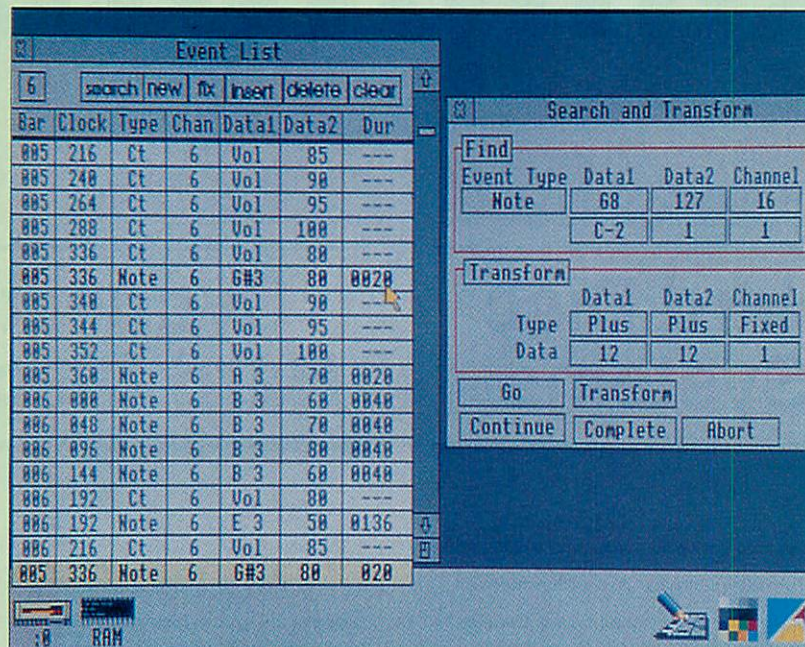 Event List
6 search new fix insert delete clear
Bar Clock Type Chan Data1 Data2 Dur
005 216 Ct 6 Vol 85 ---
005 240 Ct 6 Vol 90 ---
005 264 Ct 6 Vol 95 ---
005 288 Ct 6 Vol 100 ---
005 336 Ct 6 Vol 80 ---
005 336 Note 6 G#3 80 0020
005 340 Ct 6 Vol 90 ---
005 344 Ct 6 Vol 95 ---
005 352 Ct 6 Vol 100 ---
005 360 Note 6 A 3 70 0020
006 000 Note 6 B 3 60 0040
006 048 Note 6 B 3 70 0040
006 096 Note 6 B 3 80 0040
006 144 Note 6 B 3 60 0040
006 192 Ct 6 Vol 80 ---
006 192 Note 6 E 3 50 0136
006 216 Ct 6 Vol 85 ---
005 336 Note 6 G#3 80 020
Search and Transform
Find
Event Type Data1 Data2 Channel
Note G8 127 16
C-2 1 1
Transform
Data1 Data2 Channel
Type Plus Plus Fixed
Data 12 12 1
Go Transform
Continue Complete Abort
:0 RAM